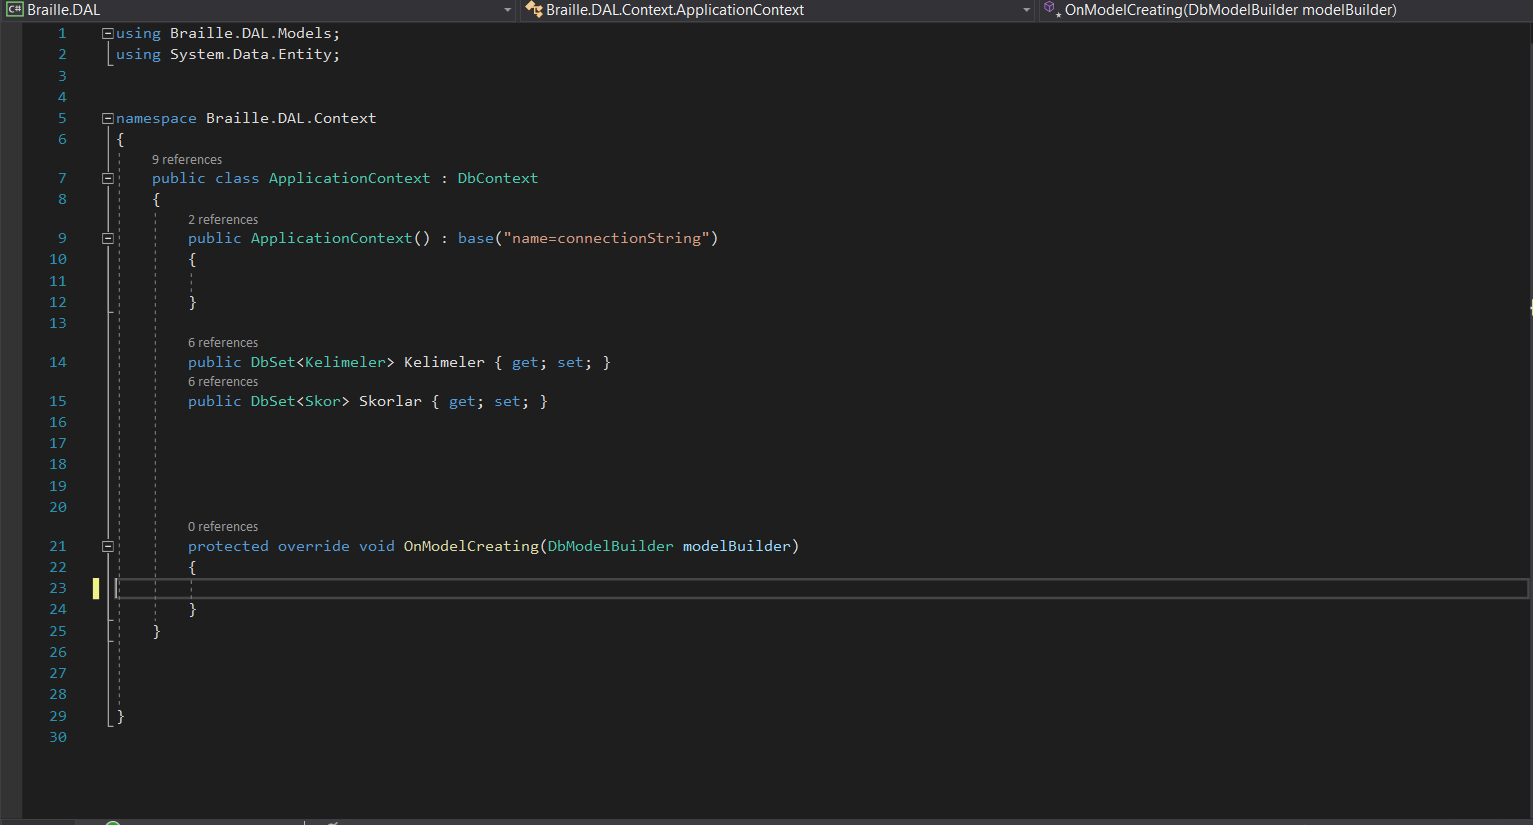 C# Braille.DAL
Braille.DAL.Context.ApplicationContext
OnModelCreating(DbModelBuilder modelBuilder)
1 using Braille.DAL.Models;
2 using System.Data.Entity;
3
4
5 namespace Braille.DAL.Context
6 {
9 references
7 public class ApplicationContext : DbContext
8 {
2 references
9 public ApplicationContext() : base("name=connectionString")
10 {
11
12 }
13
6 references
14 public DbSet<Kelimeler> Kelimeler { get; set; }
6 references
15 public DbSet<Skor> Skorlar { get; set; }
16
17
18
19
20
0 references
21 protected override void OnModelCreating(DbModelBuilder modelBuilder)
22 {
23
24 }
25 }
26
27
28
29 }
30